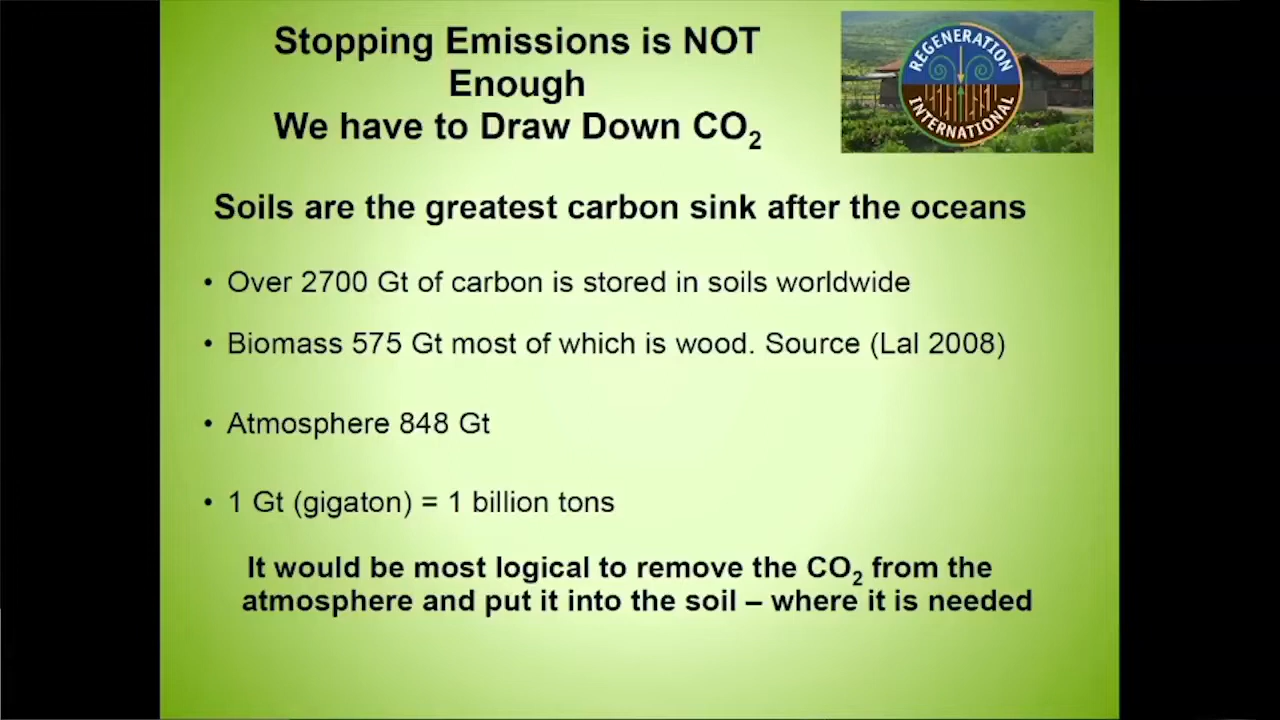 Stopping Emissions is NOT
Enough
We have to Draw Down CO₂
REGENERATION
INTERNATIONAL
Soils are the greatest carbon sink after the oceans
• Over 2700 Gt of carbon is stored in soils worldwide
• Biomass 575 Gt most of which is wood. Source (Lal 2008)
• Atmosphere 848 Gt
• 1 Gt (gigaton) = 1 billion tons
It would be most logical to remove the CO₂ from the
atmosphere and put it into the soil – where it is needed